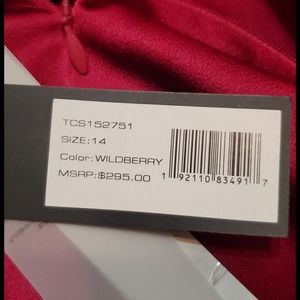 TCS152751
SIZE:14
Color:WILDBERRY
MSRP:$295.00
1 92110 83491 7